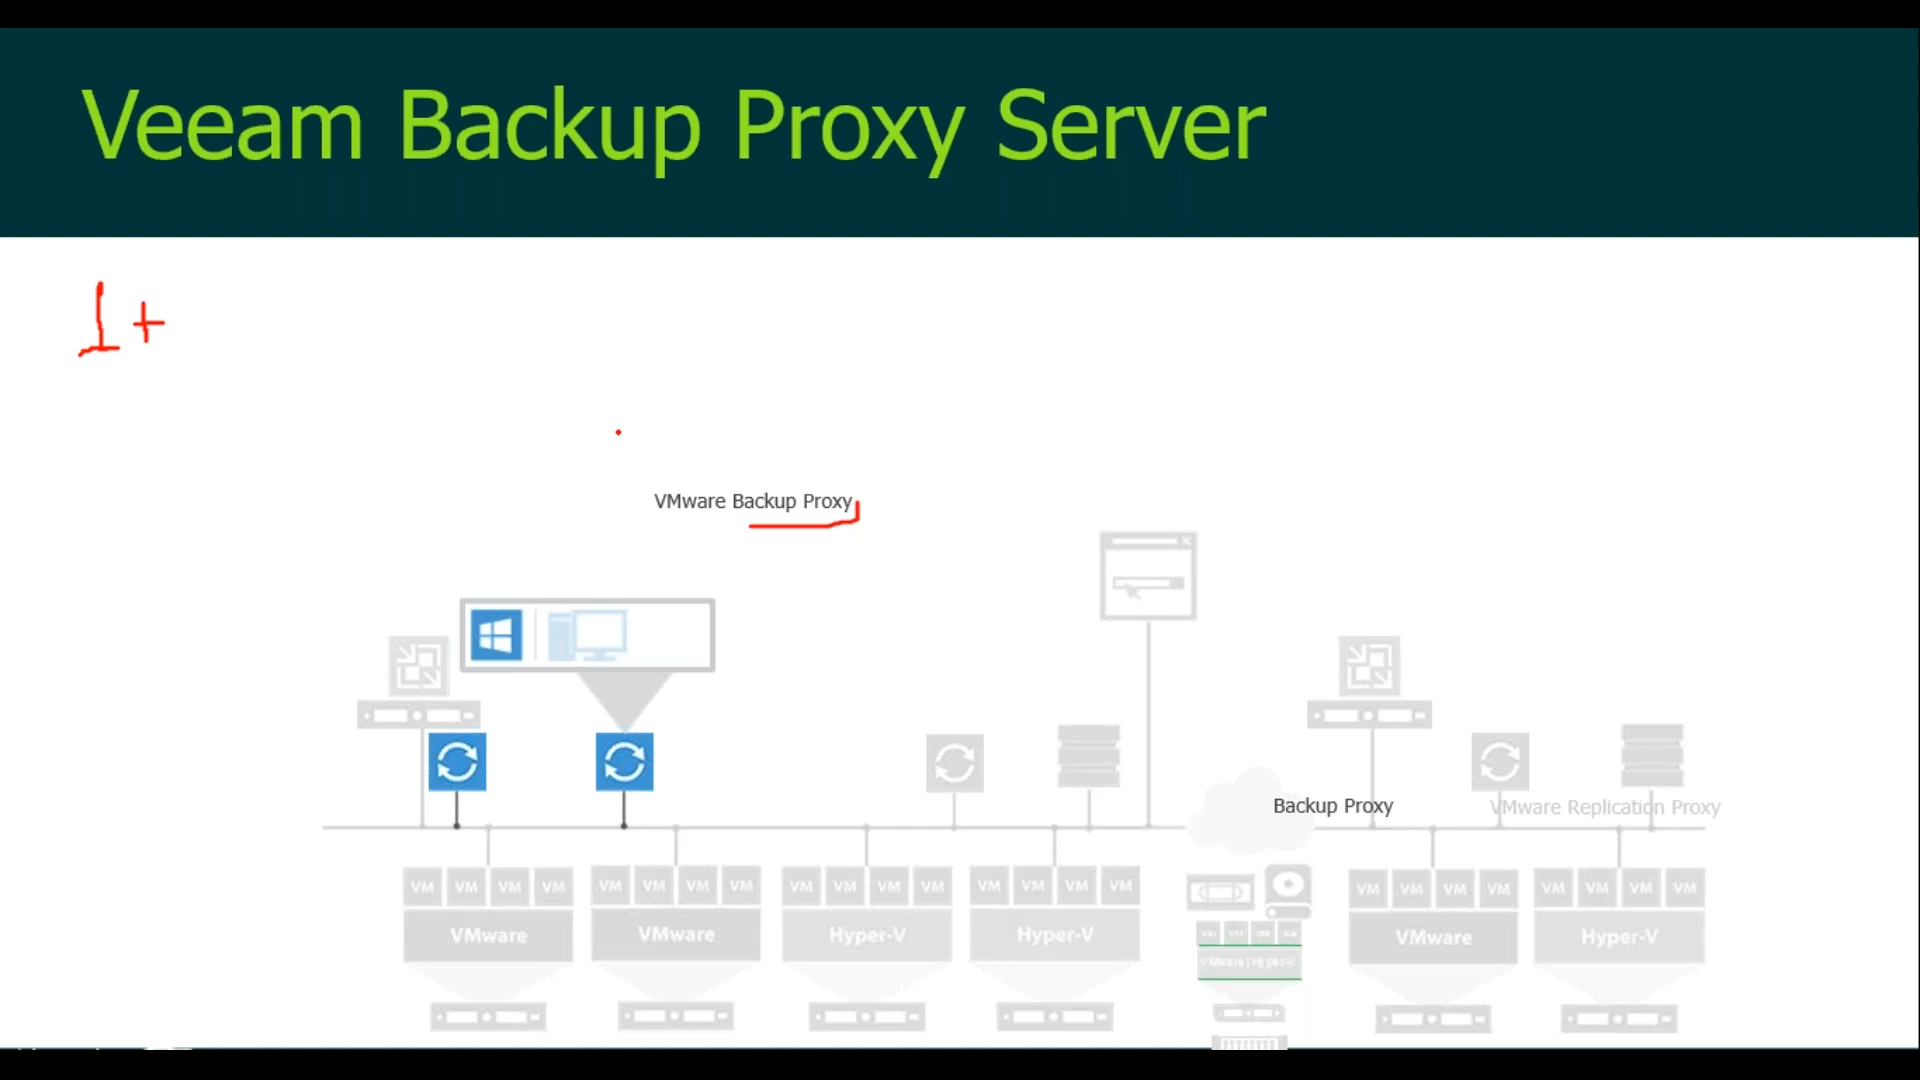 Veeam Backup Proxy Server
1+
VMware Backup Proxy
Backup Proxy
VMware Replication Proxy
VM VM VM VM
VM VM VM VM
VM VM VM VM
VM VM VM VM
VM VM VM VM
VM VM VM VM
VMware
VMware
Hyper-V
Hyper-V
VMware | Hyper-V
VMware
Hyper-V